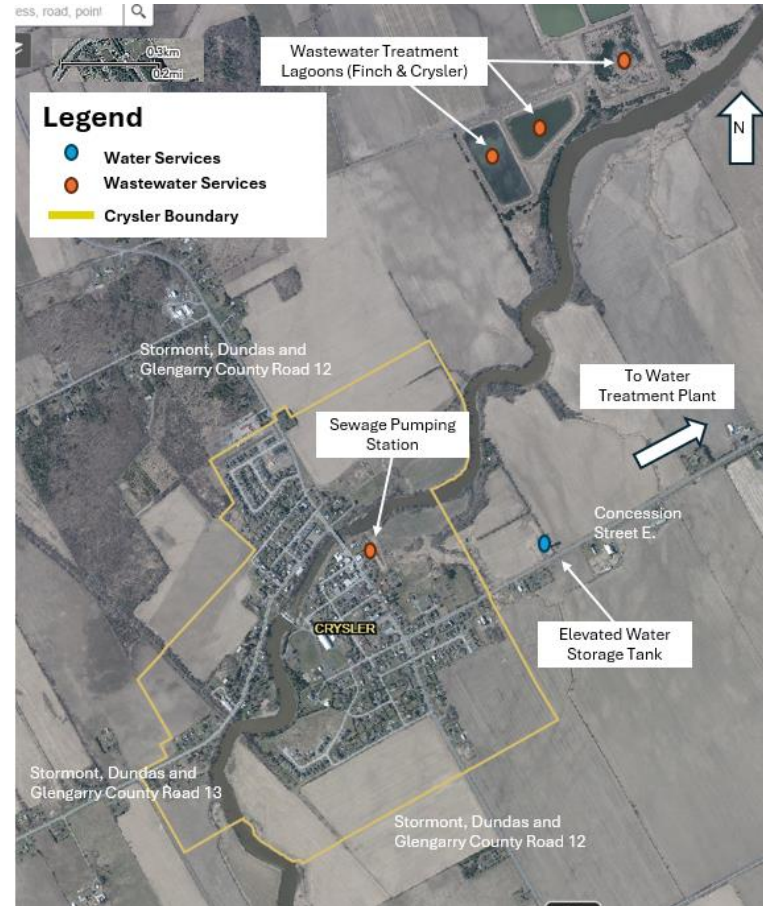 ess, road, point
0.3km
0.2mi
Wastewater Treatment
Lagoons (Finch & Crysler)
N
Legend
Water Services
Wastewater Services
Crysler Boundary
Stormont, Dundas and
Glengarry County Road 12
To Water
Treatment Plant
Sewage Pumping
Station
Concession
Street E.
CRYSLER
Elevated Water
Storage Tank
Stormont, Dundas and
Glengarry County Road 13
Stormont, Dundas and
Glengarry County Road 12